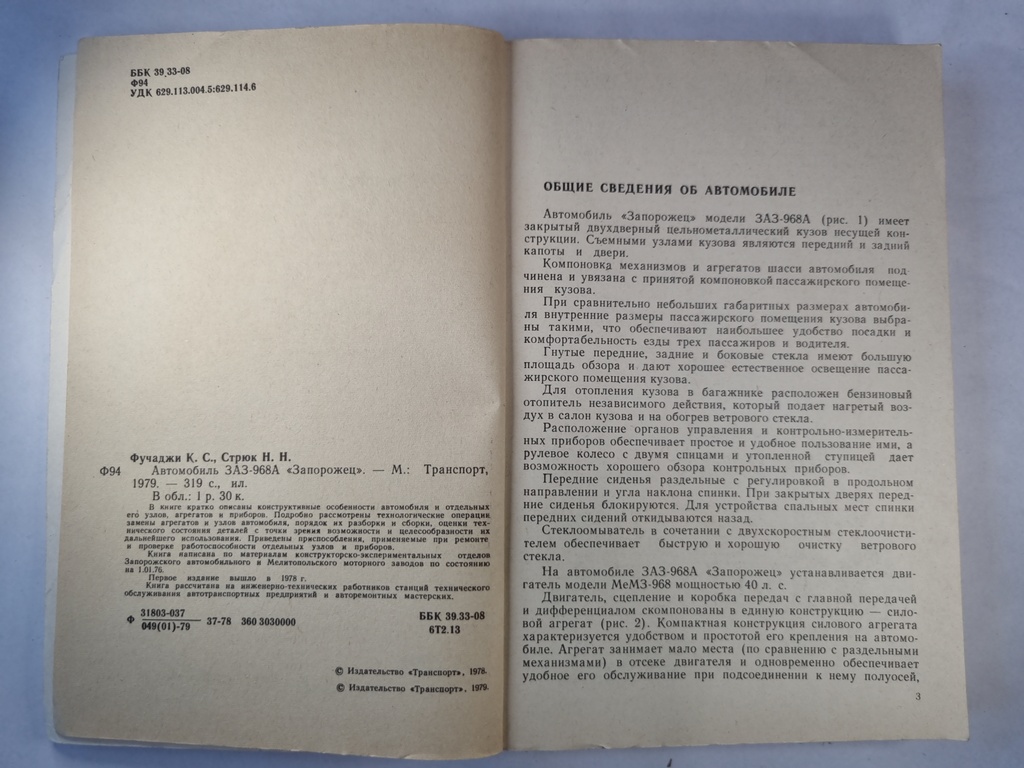 ББК 39.33-08
Ф94
УДК 629.113.004.5:629.114.6
Фучаджи К. С., Стрюк Н. Н.
Ф94 Автомобиль ЗАЗ-968А «Запорожец». — М.: Транспорт,
1979. — 319 с., ил.
В обл.: 1 р. 30 к.
В книге кратко описаны конструктивные особенности автомобиля и отдельных
его узлов, агрегатов и приборов. Подробно рассмотрены технологические операции
замены агрегатов и узлов автомобиля, порядок их разборки и сборки, оценки тех-
нического состояния деталей с точки зрения возможности и целесообразности их
дальнейшего использования. Приведены приспособления, применяемые при ремонте
и проверке работоспособности отдельных узлов и приборов.
Книга написана по материалам конструкторско-экспериментальных отделов
Запорожского автомобильного и Мелитопольского моторного заводов по состоянию
на 1.01.76.
Первое издание вышло в 1978 г.
Книга рассчитана на инженерно-технических работников станций технического
обслуживания автотранспортных предприятий и авторемонтных мастерских.
31803-037
Ф 37-78 360 3030000 ББК 39.33-08
049(01)-79 6Т2.13
© Издательство «Транспорт», 1978.
© Издательство «Транспорт», 1979.
ОБЩИЕ СВЕДЕНИЯ ОБ АВТОМОБИЛЕ
Автомобиль «Запорожец» модели ЗАЗ-968А (рис. 1) имеет
закрытый двухдверный цельнометаллический кузов несущей кон-
струкции. Съемными узлами кузова являются передний и задний
капоты и двери.
Компоновка механизмов и агрегатов шасси автомобиля под-
чинена и увязана с принятой компоновкой пассажирского помеще-
ния кузова.
При сравнительно небольших габаритных размерах автомоби-
ля внутренние размеры пассажирского помещения кузова выбра-
ны такими, что обеспечивают наибольшее удобство посадки и
комфортабельность езды трех пассажиров и водителя.
Гнутые передние, задние и боковые стекла имеют большую
площадь обзора и дают хорошее естественное освещение пасса-
жирского помещения кузова.
Для отопления кузова в багажнике расположен бензиновый
отопитель независимого действия, который подает нагретый воз-
дух в салон кузова и на обогрев ветрового стекла.
Расположение органов управления и контрольно-измеритель-
ных приборов обеспечивает простое и удобное пользование ими, а
рулевое колесо с двумя спицами и утопленной ступицей дает
возможность хорошего обзора контрольных приборов.
Передние сиденья раздельные с регулировкой в продольном
направлении и угла наклона спинки. При закрытых дверях перед-
ние сиденья блокируются. Для устройства спальных мест спинки
передних сидений откидываются назад.
Стеклоомыватель в сочетании с двухскоростным стеклоочисти-
телем обеспечивает быструю и хорошую очистку ветрового
стекла.
На автомобиле ЗАЗ-968А «Запорожец» устанавливается дви-
гатель модели МеМЗ-968 мощностью 40 л. с.
Двигатель, сцепление и коробка передач с главной передачей
и дифференциалом скомпонованы в единую конструкцию — сило-
вой агрегат (рис. 2). Компактная конструкция силового агрегата
характеризуется удобством и простотой его крепления на автомо-
биле. Агрегат занимает мало места (по сравнению с раздельными
механизмами) в отсеке двигателя и одновременно обеспечивает
удобное его обслуживание при подсоединении к нему полуосей,
3